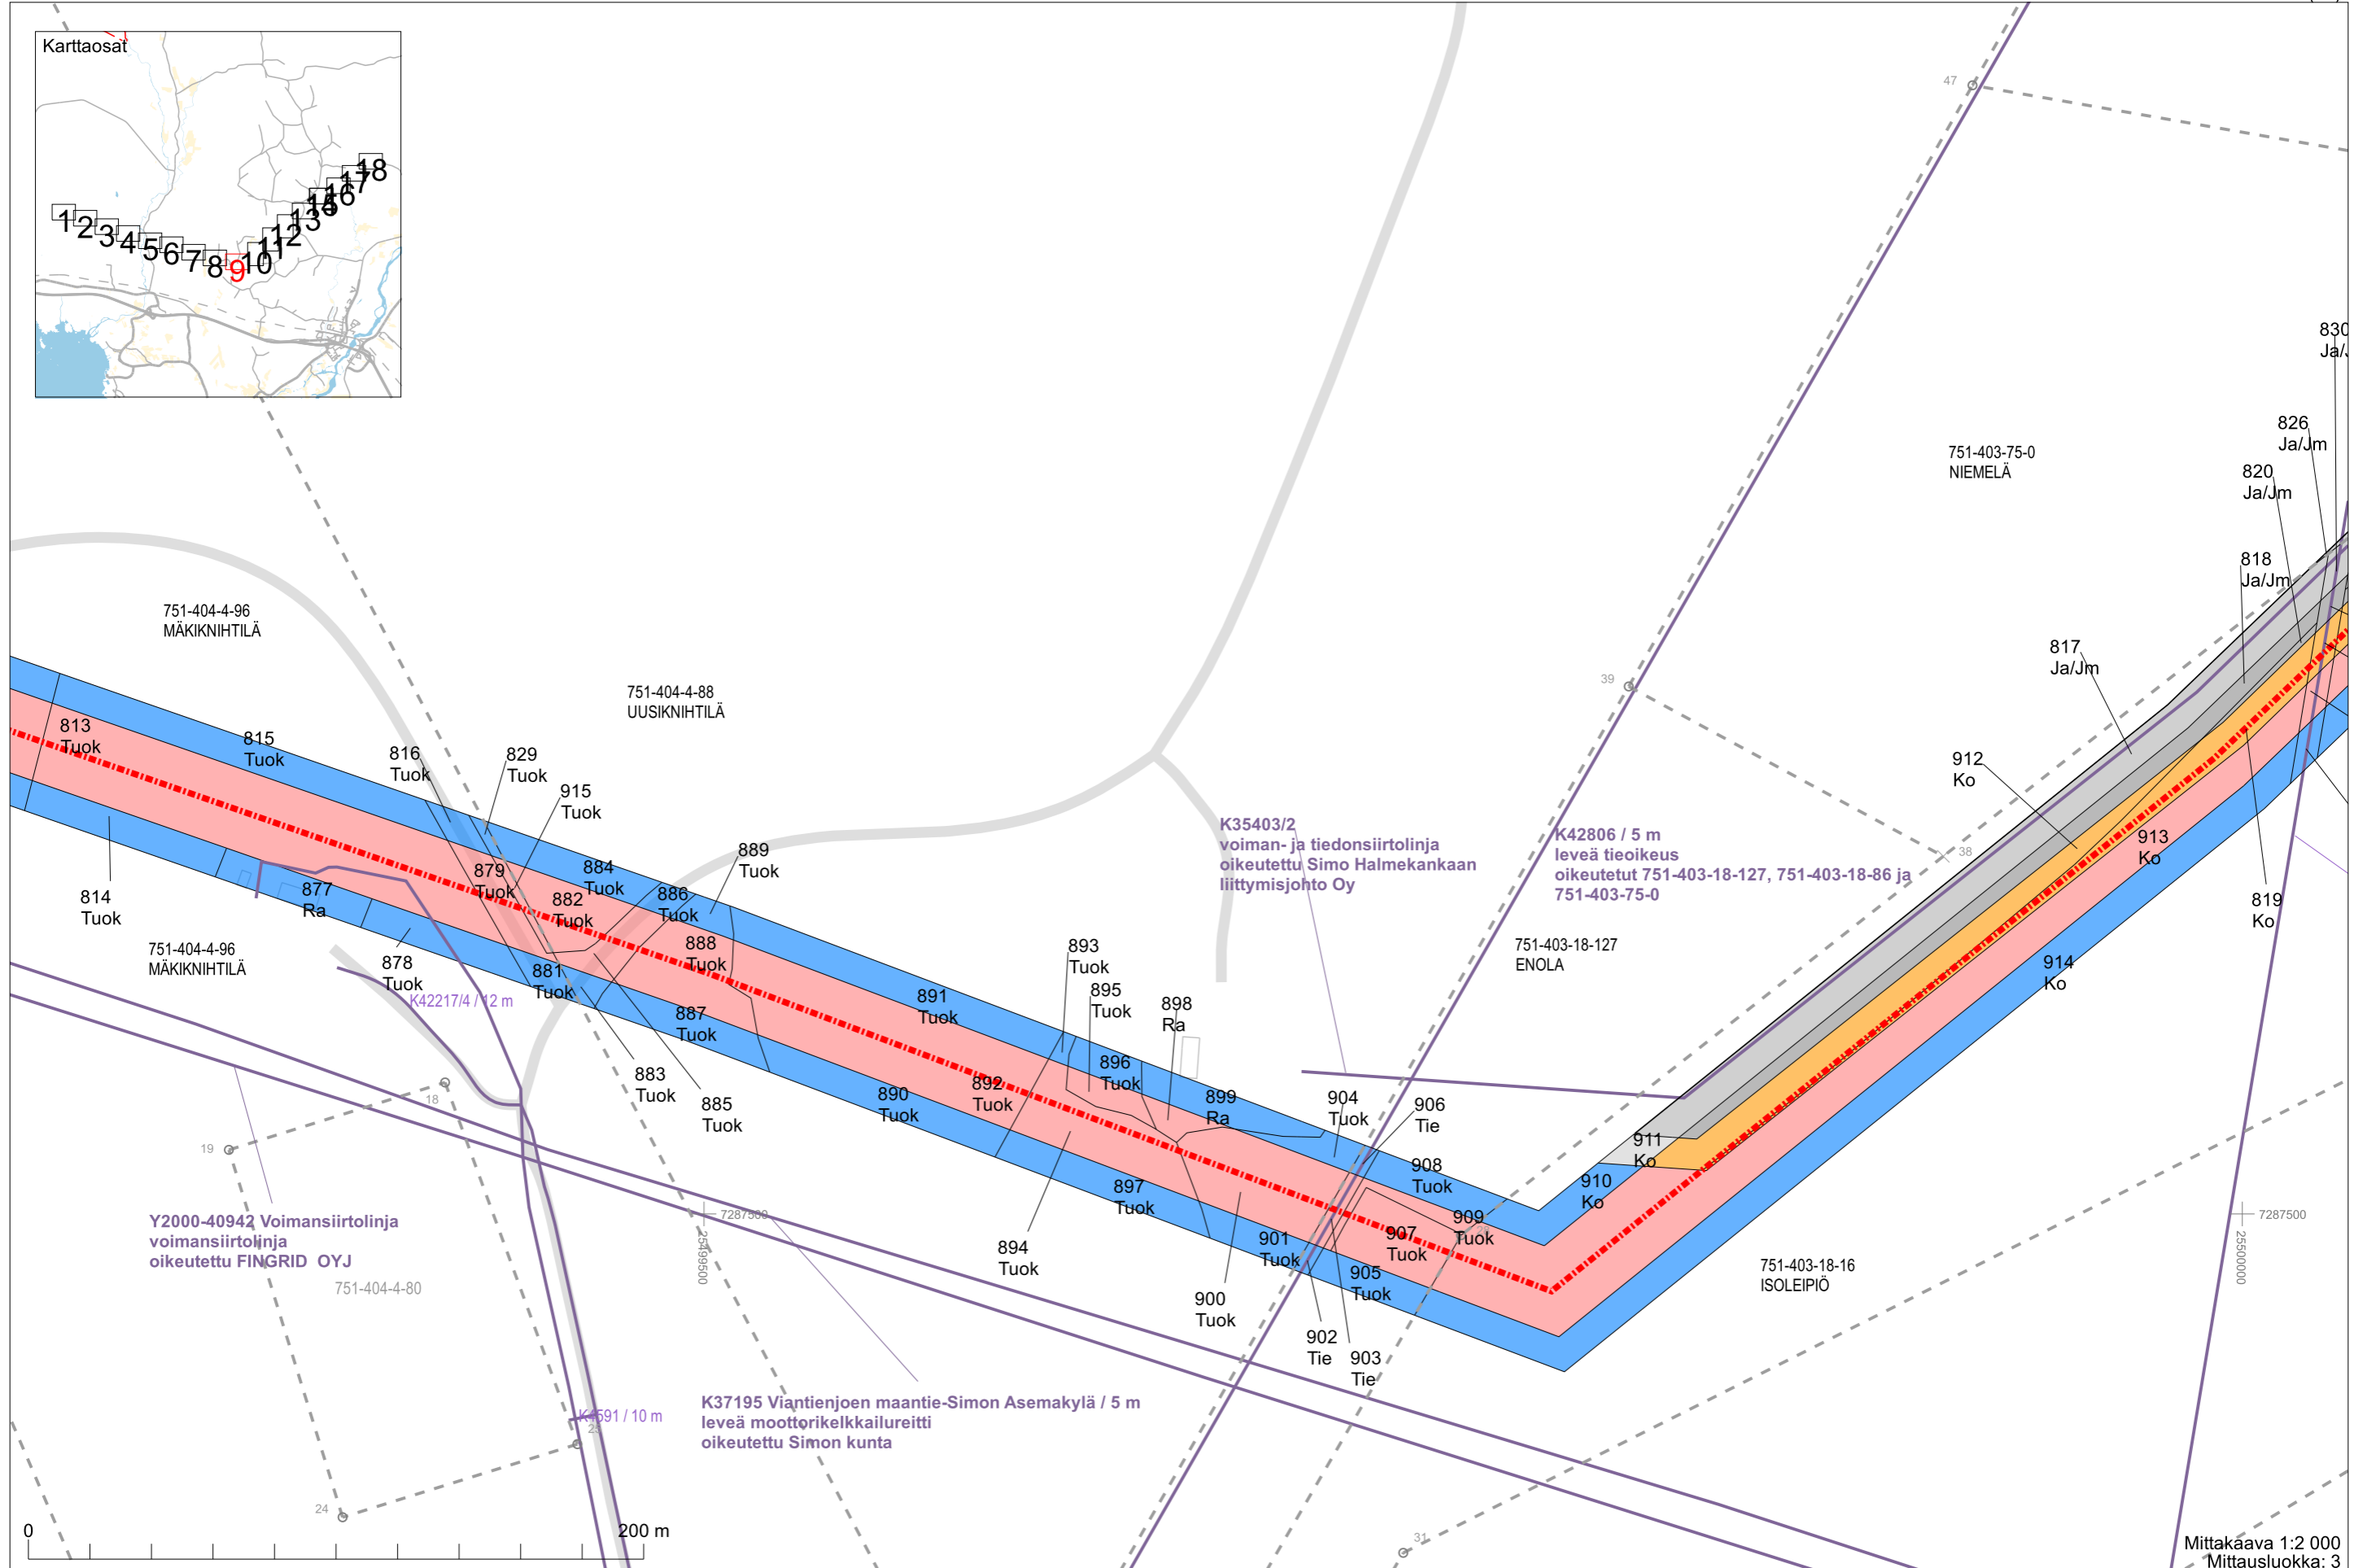 Karttaosat
1
2
3
4
5
6
7
8
9
10
11
12
13
14
15
16
17
18
47
830
826
Ja/Jm
820
Ja/Jm
818
Ja/Jm
817
Ja/Jm
751-403-75-0
NIEMELÄ
39
38
912
Ko
913
Ko
819
Ko
914
Ko
751-404-4-96
MÄKIKNIHTILÄ
751-404-4-88
UUSIKNIHTILÄ
813
Tuok
815
Tuok
816
Tuok
829
Tuok
915
Tuok
889
Tuok
884
Tuok
879
Tuok
882
Tuok
886
Tuok
888
Tuok
814
Tuok
877
Ra
878
Tuok
881
Tuok
887
Tuok
883
Tuok
885
Tuok
751-404-4-96
MÄKIKNIHTILÄ
K42217/4 / 12 m
K35403/2
voiman- ja tiedonsiirtolinja
oikeutettu Simo Halmekankaan
liittymisjohto Oy
K42806 / 5 m
leveä tieoikeus
oikeutetut 751-403-18-127, 751-403-18-86 ja
751-403-75-0
751-403-18-127
ENOLA
891
Tuok
893
Tuok
895
Tuok
898
Ra
896
Tuok
892
Tuok
890
Tuok
899
Ra
904
Tuok
906
Tie
908
Tuok
911
Ko
910
Ko
897
Tuok
894
Tuok
900
Tuok
901
Tuok
907
Tuok
909
Tuok
905
Tuok
902
Tie
903
Tie
751-403-18-16
ISOLEIPIÖ
18
19
Y2000-40942 Voimansiirtolinja
voimansiirtolinja
oikeutettu FINGRID OYJ
751-404-4-80
7287500
25499500
7287500
25500000
K37195 Viantienjoen maantie-Simon Asemakylä / 5 m
leveä moottorikelkkailureitti
oikeutettu Simon kunta
K4591 / 10 m
24
31
0
200 m
Mittakaava 1:2 000
Mittausluokka: 3